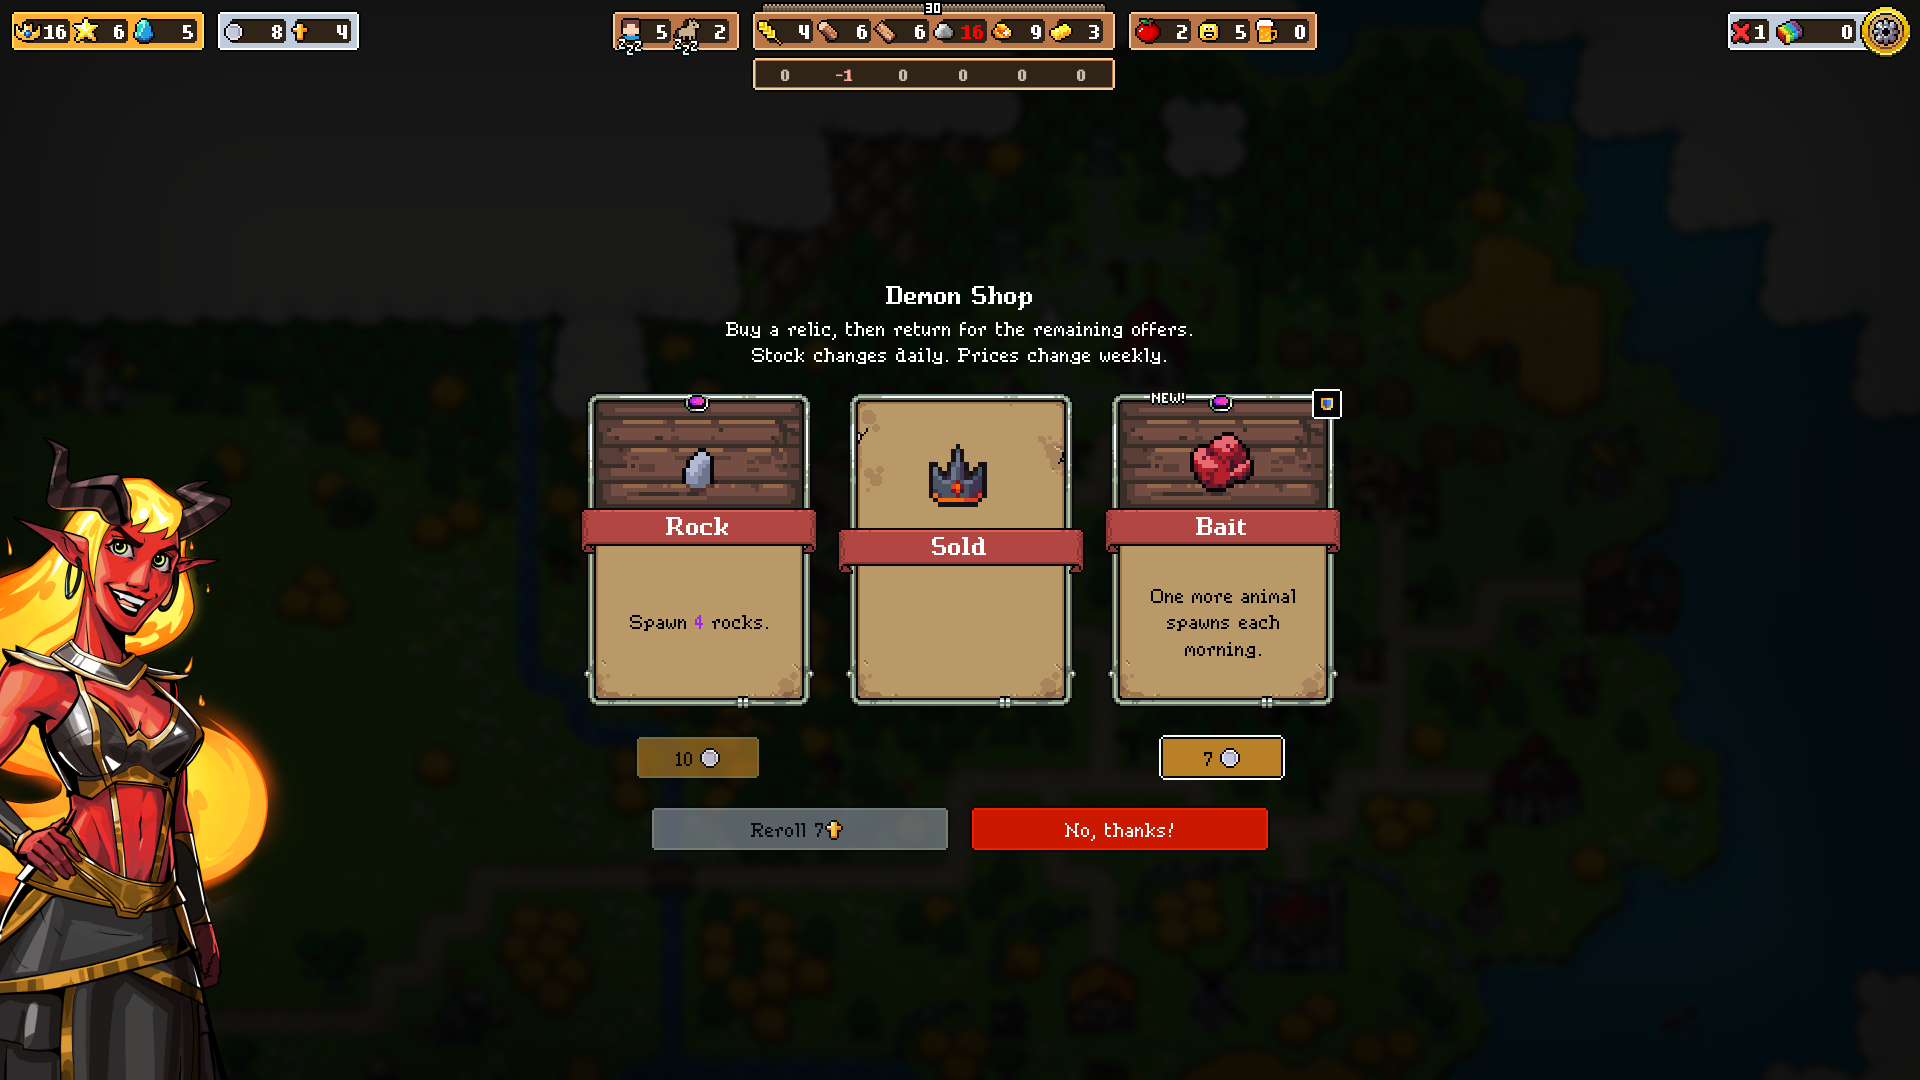 16 6 5 8 4
5 2
30
4 6 6 16 9 3
2 5 0
1 0
0 -1 0 0 0 0
zzz zzz
Demon Shop
Buy a relic, then return for the remaining offers.
Stock changes daily. Prices change weekly.
Rock
Spawn 4 rocks.
10
Sold
NEW!
Bait
One more animal
spawns each
morning.
7
Reroll 7
No, thanks!